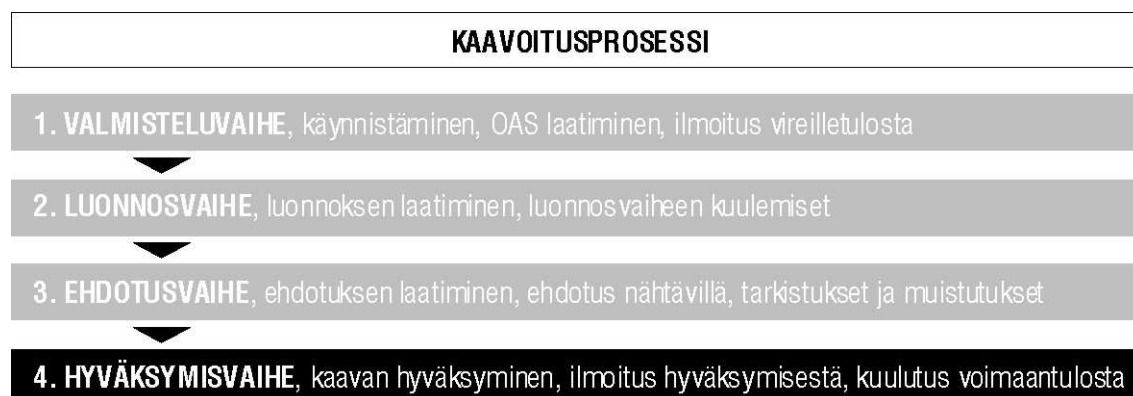 KAAVOITUSPROSESSI
1. VALMISTELUVAIHE, käynnistäminen, OAS laatiminen, ilmoitus vireilletulosta
2. LUONNOSVAIHE, luonnoksen laatiminen, luonnosvaiheen kuulemiset
3. EHDOTUSVAIHE, ehdotuksen laatiminen, ehdotus nähtävillä, tarkistukset ja muistutukset
4. HYVÄKSYMISVAIHE, kaavan hyväksyminen, ilmoitus hyväksymisestä, kuulutus voimaantulosta